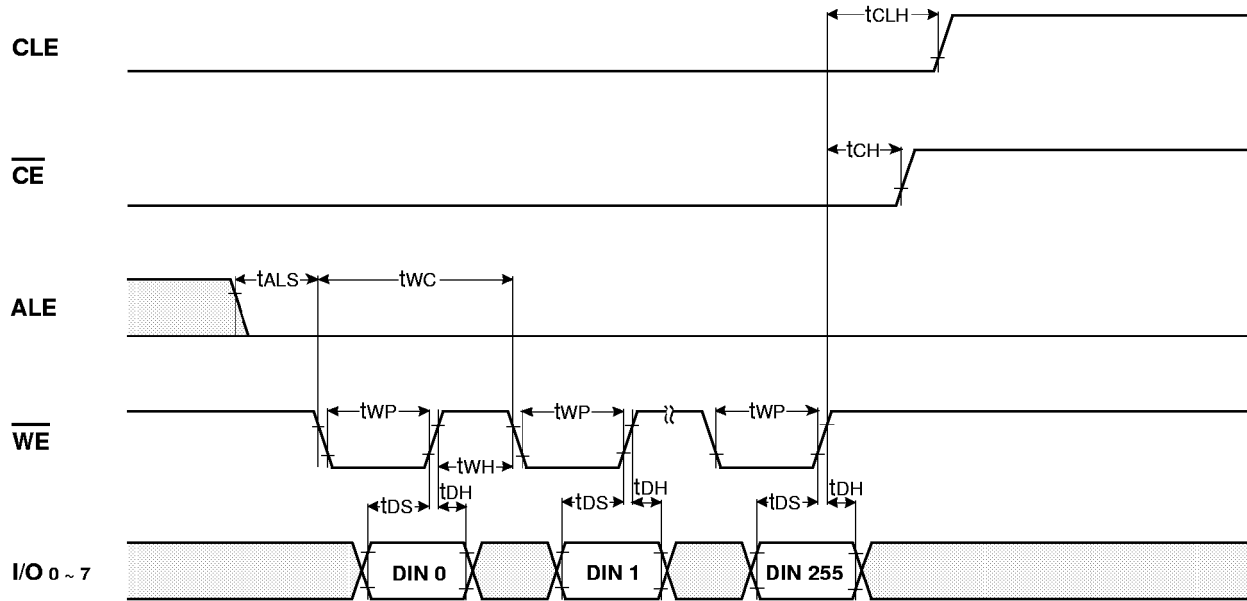 CLE
tCLH
CE
tCH
ALE
tALS
tWC
WE
tWP
tWP
tWP
tWH
tDS
tDH
tDS
tDH
tDS
tDH
I/O 0 ~ 7
DIN 0
DIN 1
DIN 255